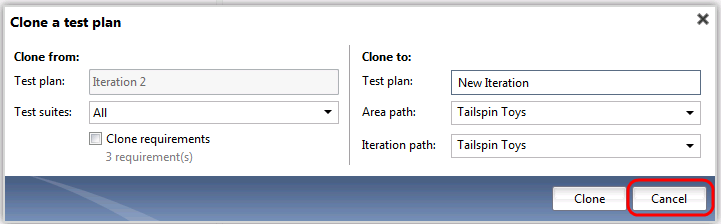 Clone a test plan
Clone from:
Test plan: Iteration 2
Test suites: All
Clone requirements
3 requirement(s)
Clone to:
Test plan: New Iteration
Area path: Tailspin Toys
Iteration path: Tailspin Toys
Clone Cancel